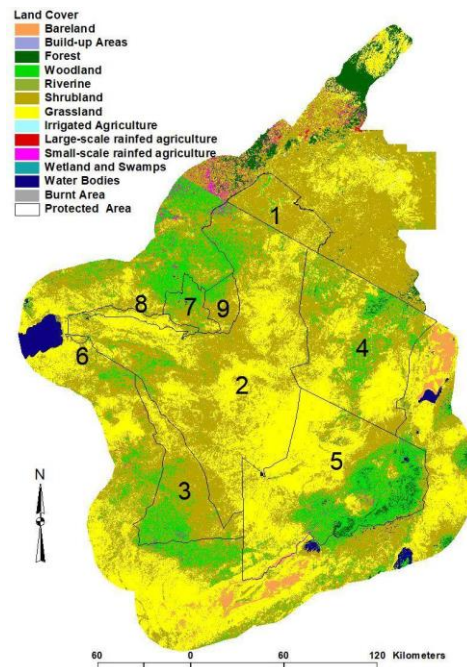 Land Cover
Bareland
Build-up Areas
Forest
Woodland
Riverine
Shrubland
Grassland
Irrigated Agriculture
Large-scale rainfed agriculture
Small-scale rainfed agriculture
Wetland and Swamps
Water Bodies
Burnt Area
Protected Area
1
8
7
9
4
6
2
5
3
N
60 0 60 120 Kilometers